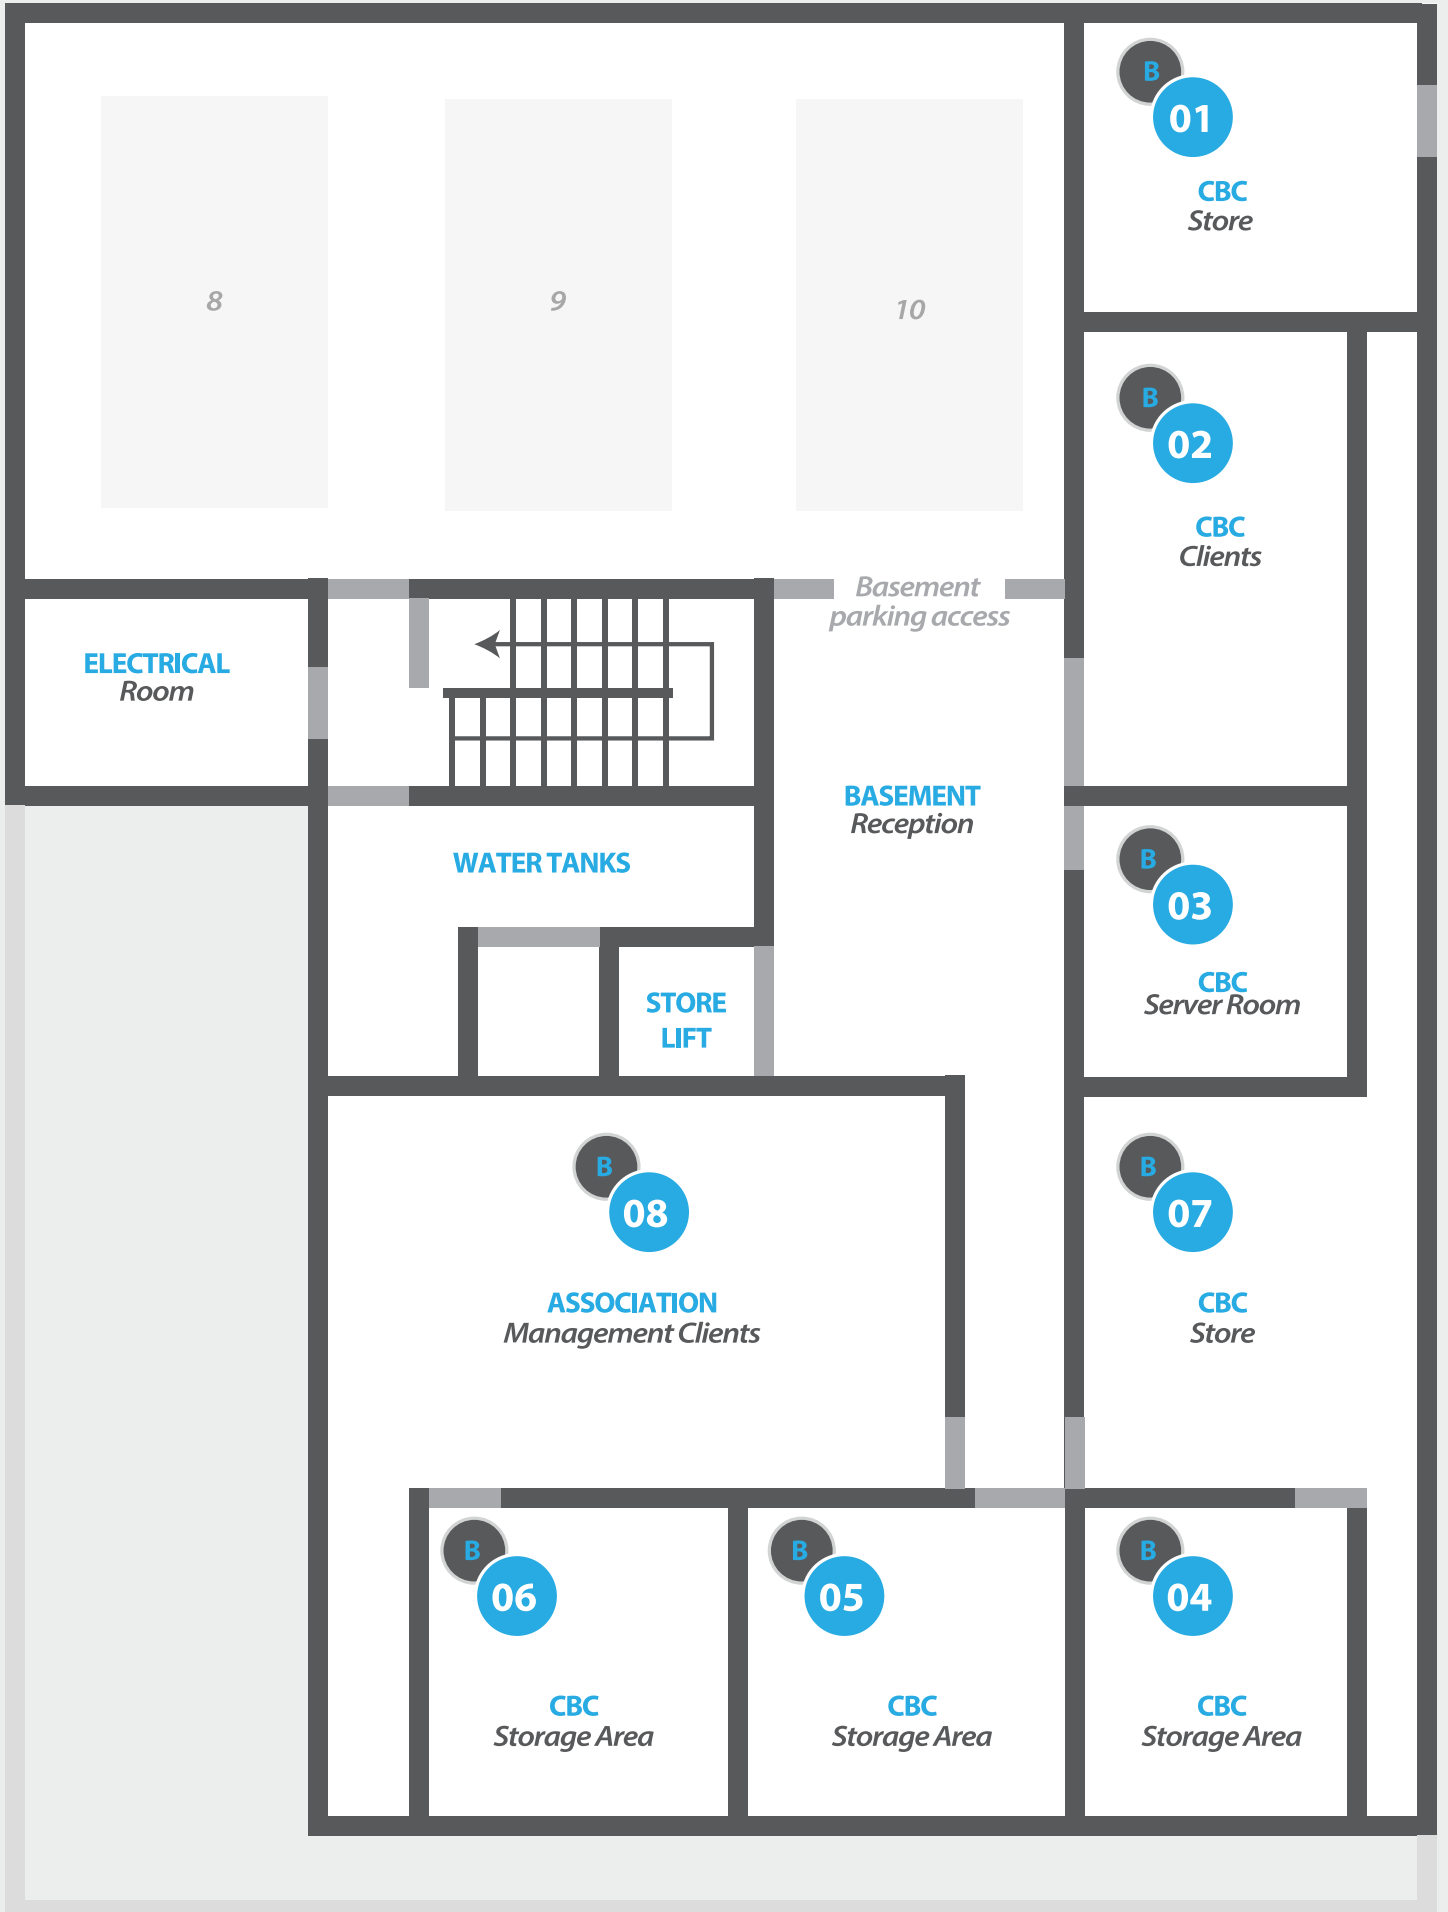 B
01
CBC
Store
8
9
10
B
02
CBC
Clients
Basement
parking access
ELECTRICAL
Room
BASEMENT
Reception
WATER TANKS
B
03
CBC
Server Room
STORE
LIFT
B
08
ASSOCIATION
Management Clients
B
07
CBC
Store
B
06
CBC
Storage Area
B
05
CBC
Storage Area
B
04
CBC
Storage Area